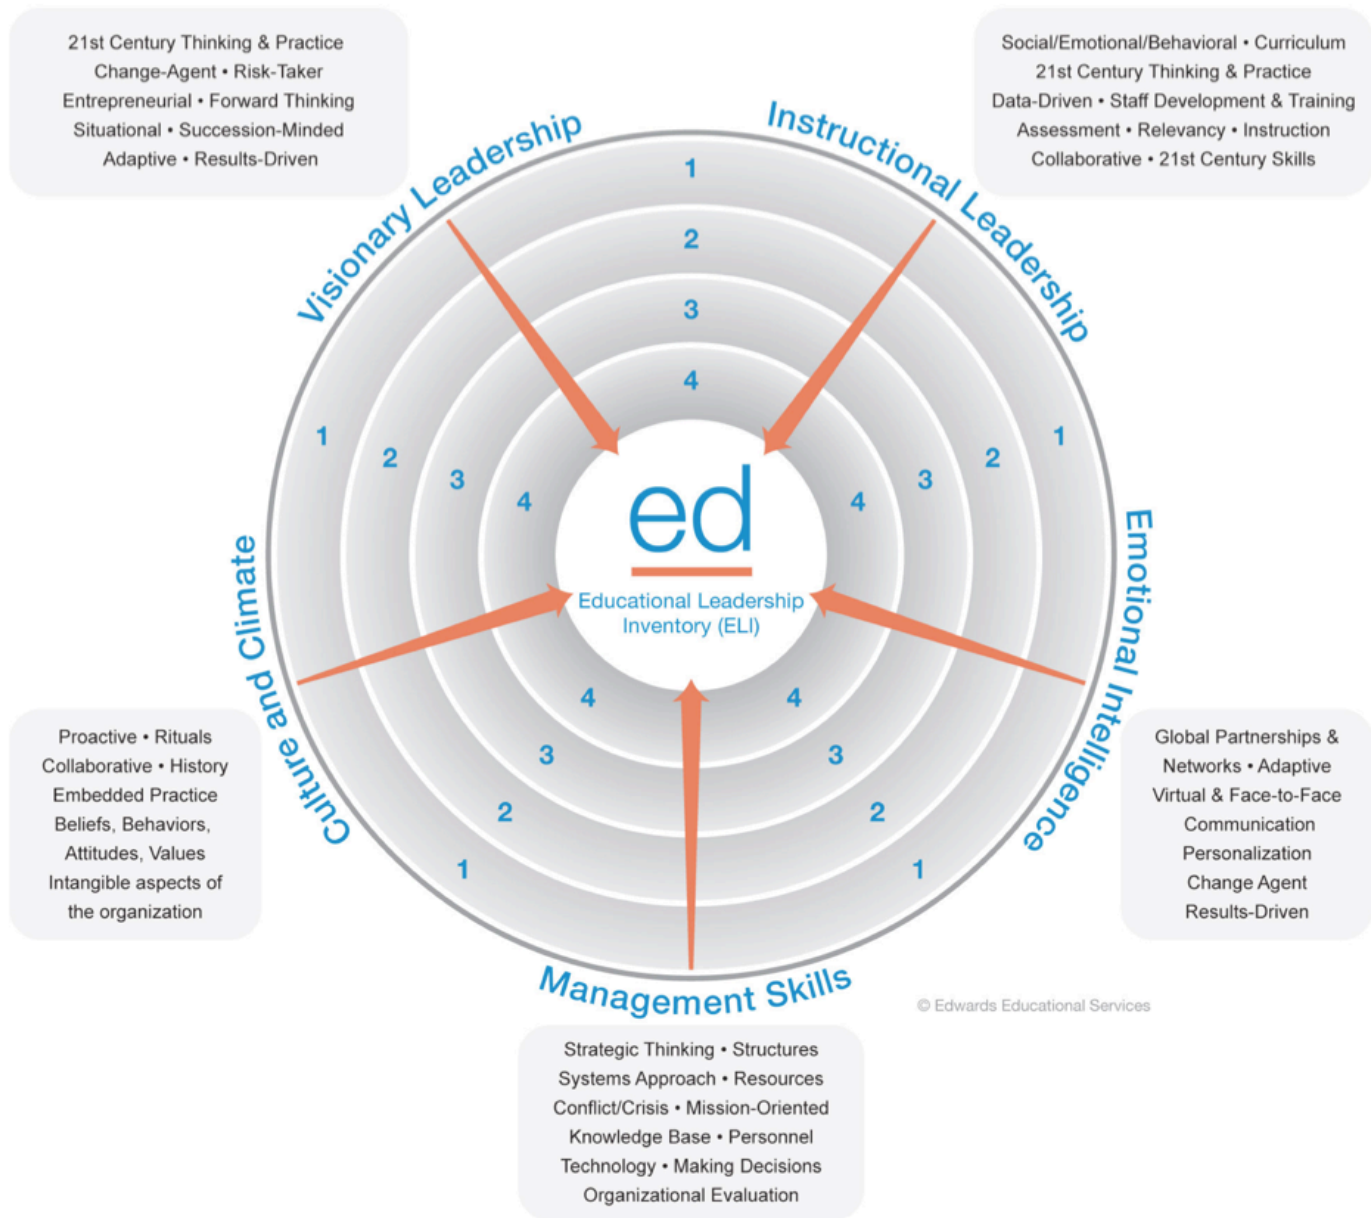 21st Century Thinking & Practice
Change-Agent • Risk-Taker
Entrepreneurial • Forward Thinking
Situational • Succession-Minded
Adaptive • Results-Driven
Social/Emotional/Behavioral • Curriculum
21st Century Thinking & Practice
Data-Driven • Staff Development & Training
Assessment • Relevancy • Instruction
Collaborative • 21st Century Skills
Visionary Leadership
Instructional Leadership
1
2
3
4
1
2
3
4
4
3
2
1
ed
Educational Leadership
Inventory (ELI)
Culture and Climate
Emotional Intelligence
4
3
2
1
4
3
2
1
Proactive • Rituals
Collaborative • History
Embedded Practice
Beliefs, Behaviors,
Attitudes, Values
Intangible aspects of
the organization
Global Partnerships &
Networks • Adaptive
Virtual & Face-to-Face
Communication
Personalization
Change Agent
Results-Driven
Management Skills
© Edwards Educational Services
Strategic Thinking • Structures
Systems Approach • Resources
Conflict/Crisis • Mission-Oriented
Knowledge Base • Personnel
Technology • Making Decisions
Organizational Evaluation